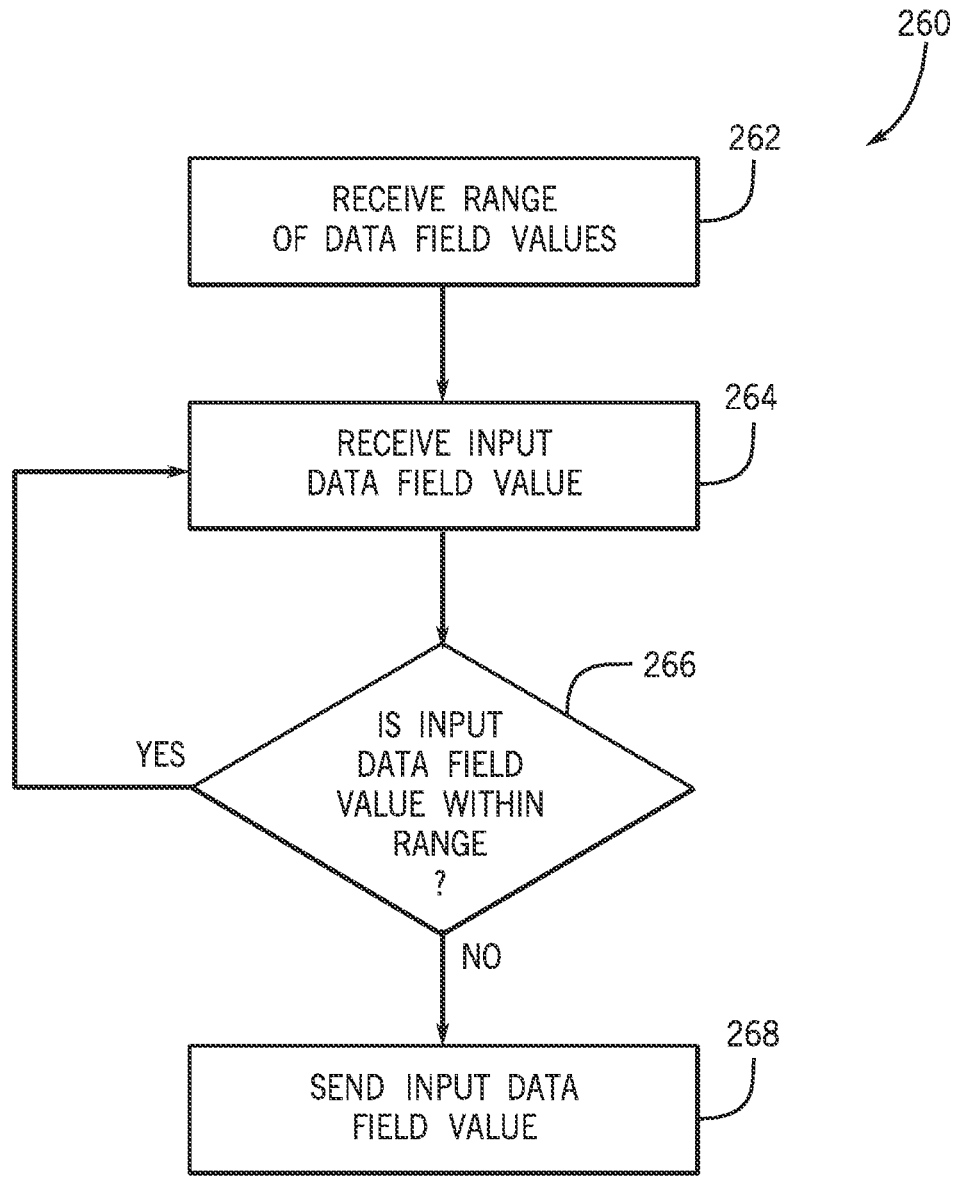 260
262
RECEIVE RANGE
OF DATA FIELD VALUES
264
RECEIVE INPUT
DATA FIELD VALUE
266
IS INPUT
DATA FIELD
VALUE WITHIN
RANGE
?
YES
NO
268
SEND INPUT DATA
FIELD VALUE